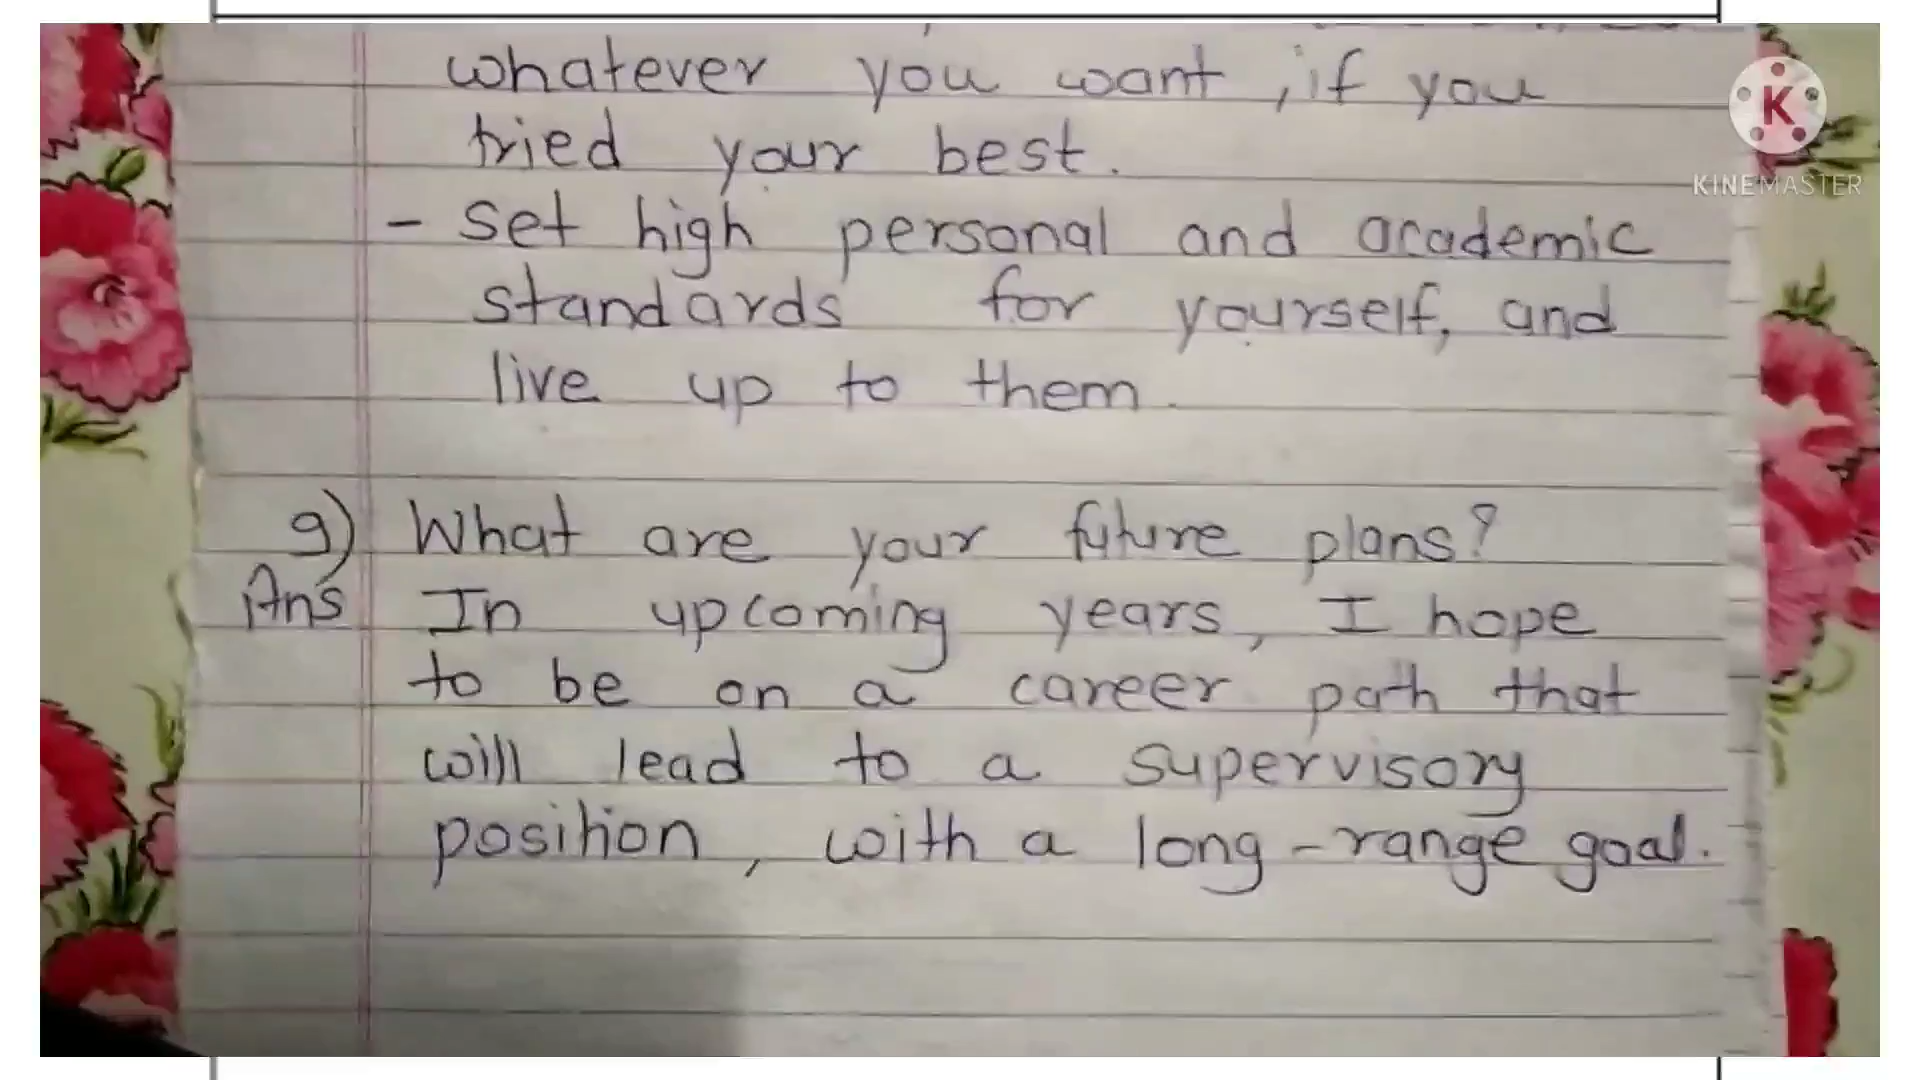 whatever you want, if you
tried your best.
- set high personal and academic
standards for yourself, and
live up to them.
9) What are your future plans?
Ans In upcoming years, I hope
to be on a career path that
will lead to a supervisory
position, with a long-range goal.
K
KINEMASTER